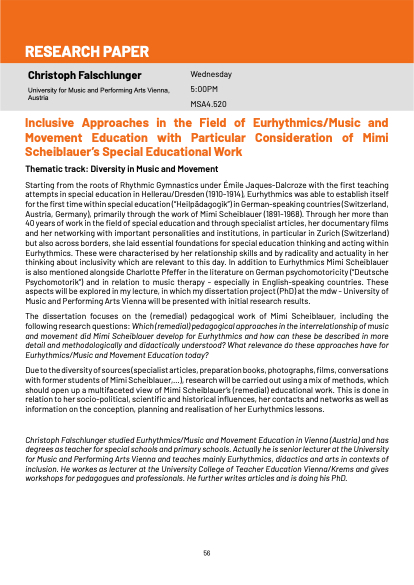 RESEARCH PAPER
Christoph Falschlunger
University for Music and Performing Arts Vienna,
Austria
Wednesday
5:00PM
MSA4.520
Inclusive Approaches in the Field of Eurhythmics/Music and
Movement Education with Particular Consideration of Mimi
Scheiblauer's Special Educational Work
Thematic track: Diversity in Music and Movement
Starting from the roots of Rhythmic Gymnastics under Émile Jaques-Dalcroze with the first teaching
attempts in special education in Hellerau/Dresden (1910-1914), Eurhythmics was able to establish itself
for the first time within special education ("Heilpädagogik") in German-speaking countries (Switzerland,
Austria, Germany), primarily through the work of Mimi Scheiblauer (1891-1968). Through her more than
40 years of work in the field of special education and through specialist articles, her documentary films
and her networking with important personalities and institutions, in particular in Zurich (Switzerland)
but also across borders, she laid essential foundations for special education thinking and acting within
Eurhythmics. These were characterised by her relationship skills and by radicality and actuality in her
thinking about inclusivity which are relevant to this day. In addition to Eurhythmics Mimi Scheiblauer
is also mentioned alongside Charlotte Pfeffer in the literature on German psychomotoricity ("Deutsche
Psychomotorik") and in relation to music therapy - especially in English-speaking countries. These
aspects will be explored in my lecture, in which my dissertation project (PhD) at the mdw - University of
Music and Performing Arts Vienna will be presented with initial research results.
The dissertation focuses on the (remedial) pedagogical work of Mimi Scheiblauer, including the
following research questions: Which (remedial) pedagogical approaches in the interrelationship of music
and movement did Mimi Scheiblauer develop for Eurhythmics and how can these be described in more
detail and methodologically and didactically understood? What relevance do these approaches have for
Eurhythmics/Music and Movement Education today?
Due to the diversity of sources (specialist articles, preparation books, photographs, films, conversations
with former students of Mimi Scheiblauer,...), research will be carried out using a mix of methods, which
should open up a multifaceted view of Mimi Scheiblauer's (remedial) educational work. This is done in
relation to her socio-political, scientific and historical influences, her contacts and networks as well as
information on the conception, planning and realisation of her Eurhythmics lessons.
Christoph Falschlunger studied Eurhythmics/Music and Movement Education in Vienna (Austria) and has
degrees as teacher for special schools and primary schools. Actually he is senior lecturer at the University
for Music and Performing Arts Vienna and teaches mainly Eurhythmics, didactics and arts in contexts of
inclusion. He workes as lecturer at the University College of Teacher Education Vienna/Krems and gives
workshops for pedagogues and professionals. He further writes articles and is doing his PhD.
56